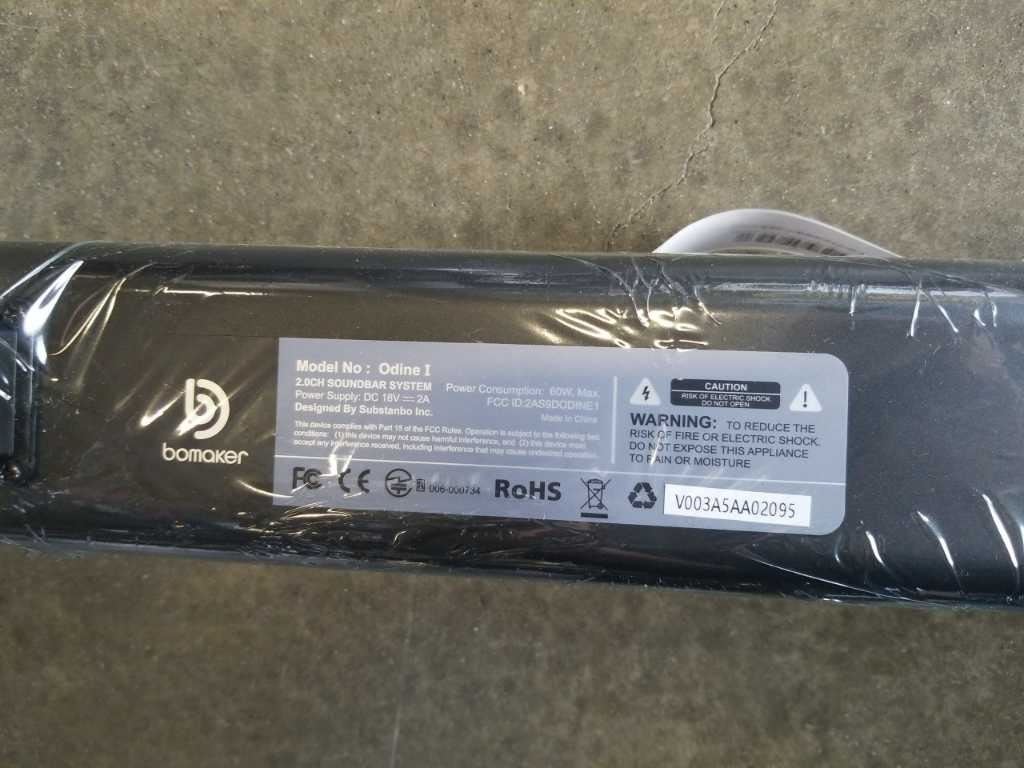 bomaker
Model No : Odine I
2.0CH SOUNDBAR SYSTEM
Power Supply: DC 18V 2A
Designed By Substanbo Inc.
Power Consumption: 60W, Max.
FCC ID:2AS9DODINE1
Made in China
This device complies with Part 15 of the FCC Rules. Operation is subject to the following two
conditions: (1) this device may not cause harmful interference, and (2) this device must
accept any interference received, including interference that may cause undesired operation.
CAUTION
RISK OF ELECTRIC SHOCK
DO NOT OPEN
WARNING: TO REDUCE THE
RISK OF FIRE OR ELECTRIC SHOCK.
DO NOT EXPOSE THIS APPLIANCE
TO RAIN OR MOISTURE
FC CE R 006-000734 RoHS
V003A5AA02095